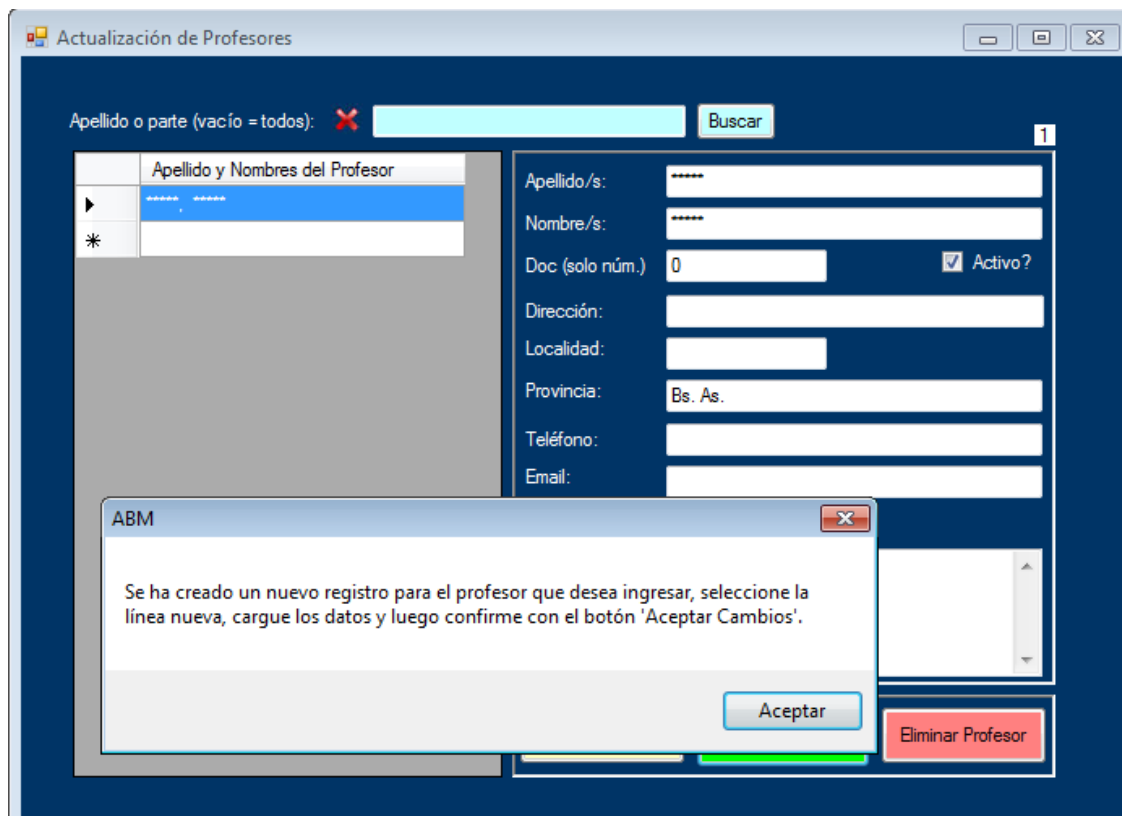 Actualización de Profesores
Apellido o parte (vacío = todos):
Buscar
1
Apellido y Nombres del Profesor
*****, *****
Apellido/s: *****
Nombre/s: *****
Doc (solo núm.) 0
Activo?
Dirección:
Localidad:
Provincia: Bs. As.
Teléfono:
Email:
ABM
Se ha creado un nuevo registro para el profesor que desea ingresar, seleccione la
línea nueva, cargue los datos y luego confirme con el botón 'Aceptar Cambios'.
Aceptar
Eliminar Profesor